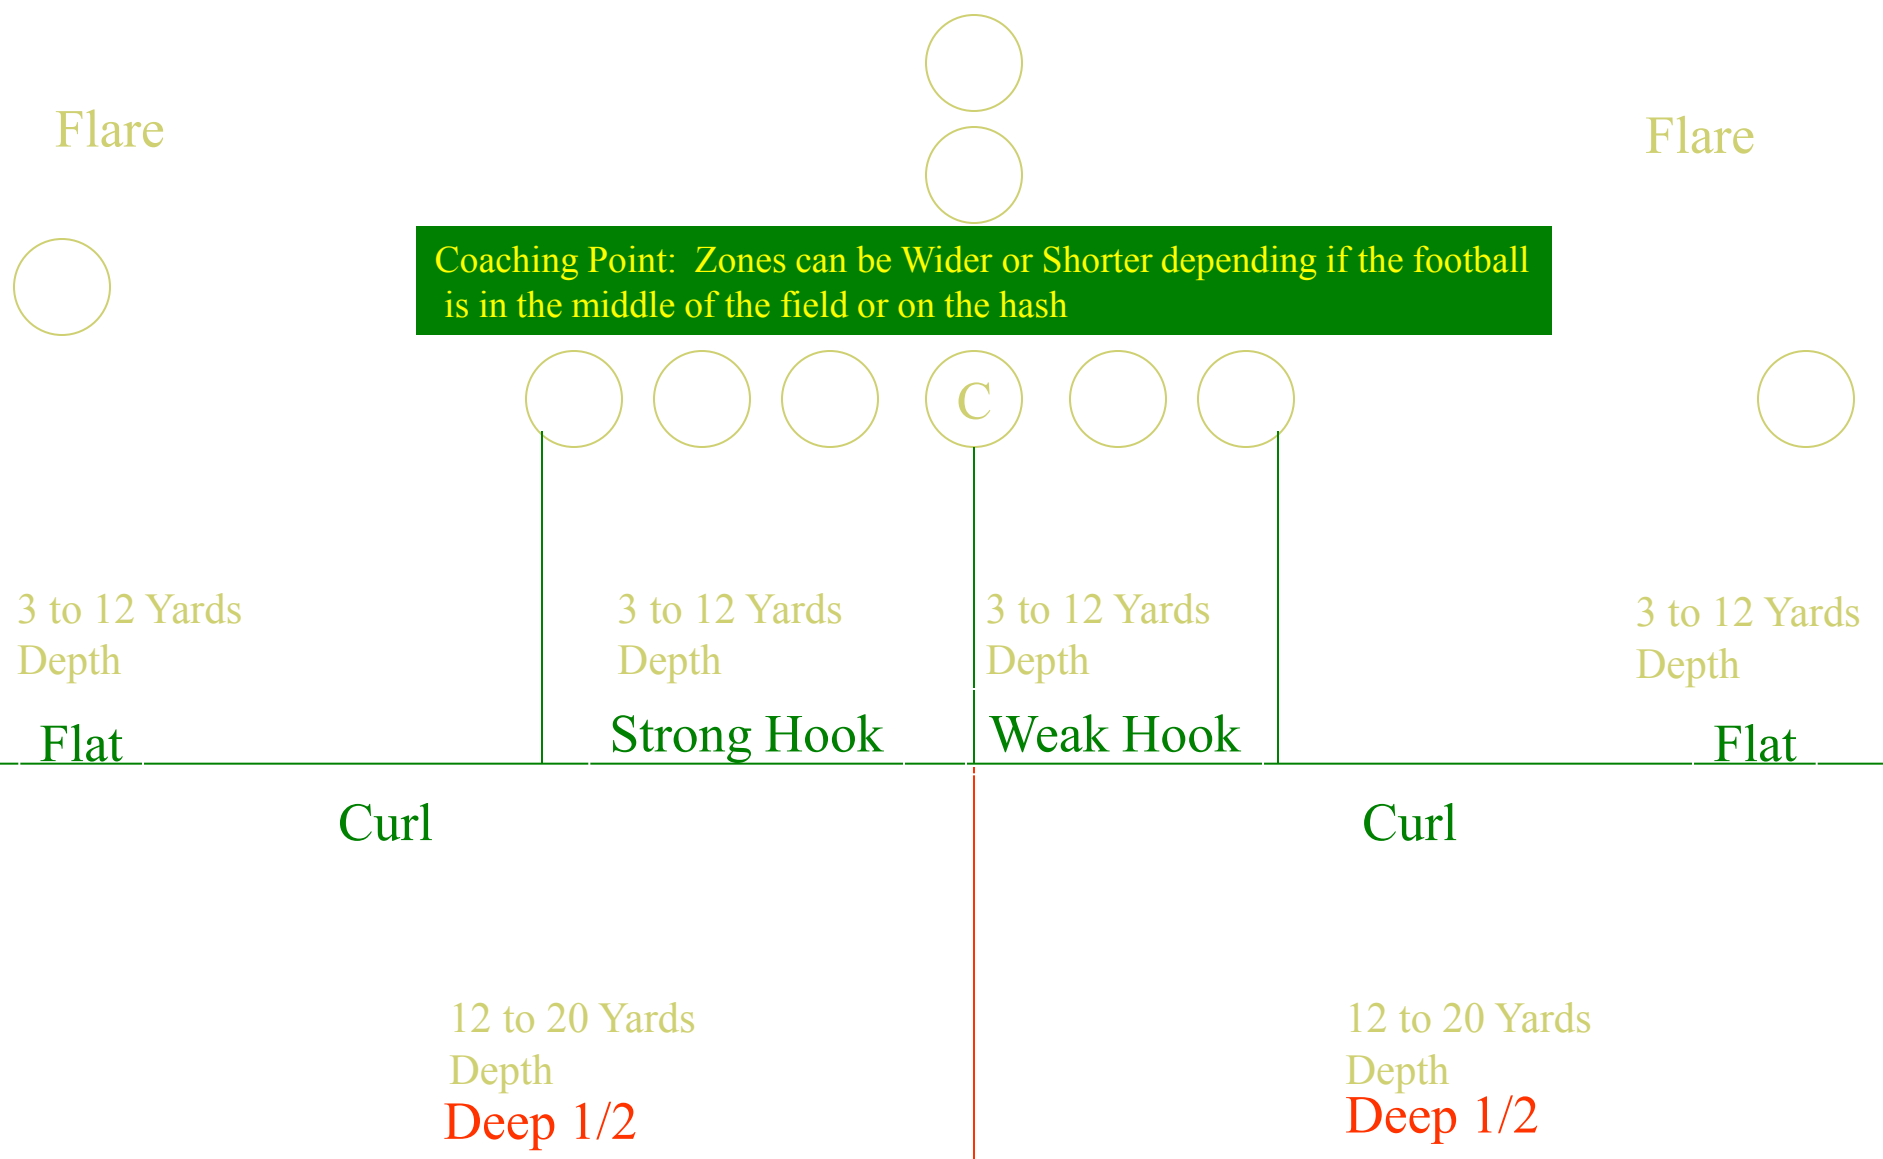 Flare
Flare
Coaching Point:  Zones can be Wider or Shorter depending if the football
is in the middle of the field or on the hash
C
3 to 12 Yards
Depth
3 to 12 Yards
Depth
3 to 12 Yards
Depth
3 to 12 Yards
Depth
Flat
Strong Hook
Weak Hook
Flat
Curl
Curl
12 to 20 Yards
Depth
12 to 20 Yards
Depth
Deep 1/2
Deep 1/2